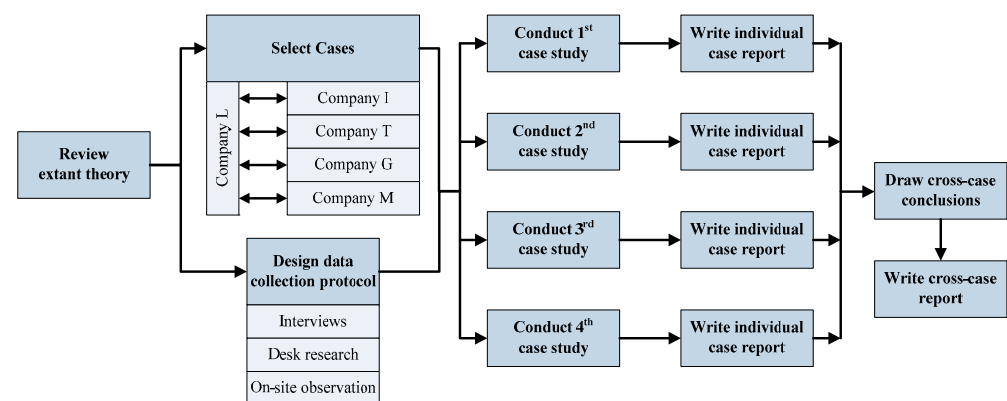 Review
extant theory
Select Cases
Company L
Company I
Company T
Company G
Company M
Design data
collection protocol
Interviews
Desk research
On-site observation
Conduct 1st
case study
Write individual
case report
Conduct 2nd
case study
Write individual
case report
Conduct 3rd
case study
Write individual
case report
Conduct 4th
case study
Write individual
case report
Draw cross-case
conclusions
Write cross-case
report